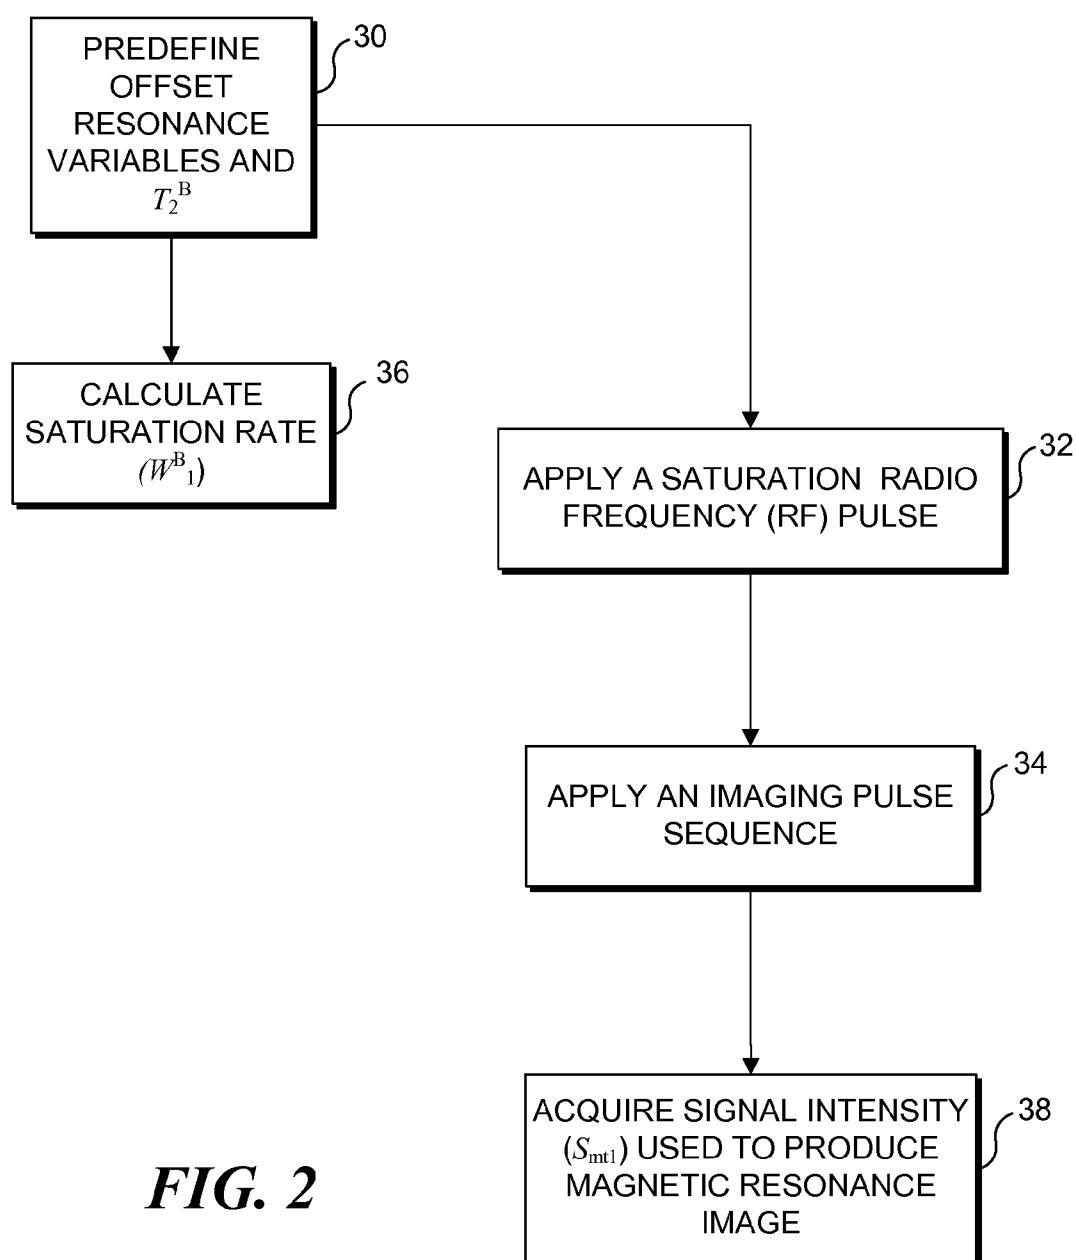 PREDEFINE
OFFSET
RESONANCE
VARIABLES AND
T₂ᴮ
30
CALCULATE
SATURATION RATE
(Wᴮ₁)
36
APPLY A SATURATION RADIO
FREQUENCY (RF) PULSE
32
APPLY AN IMAGING PULSE
SEQUENCE
34
ACQUIRE SIGNAL INTENSITY
(Smt1) USED TO PRODUCE
MAGNETIC RESONANCE
IMAGE
38
FIG. 2